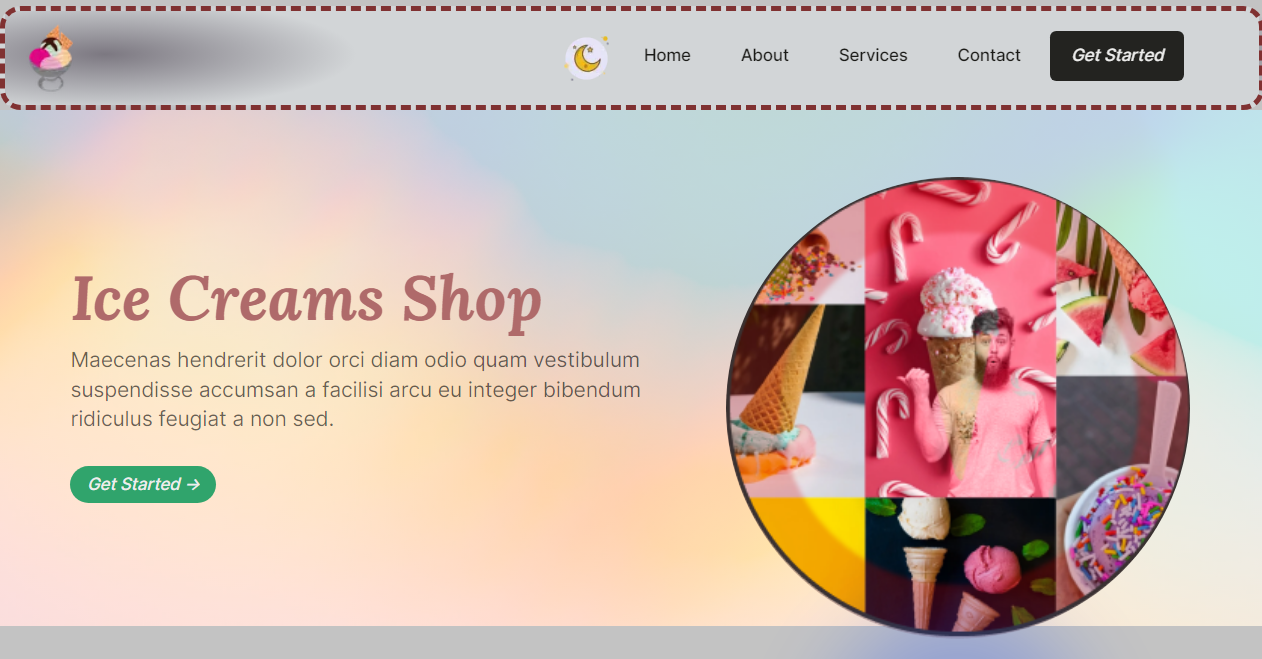 Home
About
Services
Contact
Get Started
Ice Creams Shop
Maecenas hendrerit dolor orci diam odio quam vestibulum
suspendisse accumsan a facilisi arcu eu integer bibendum
ridiculus feugiat a non sed.
Get Started →